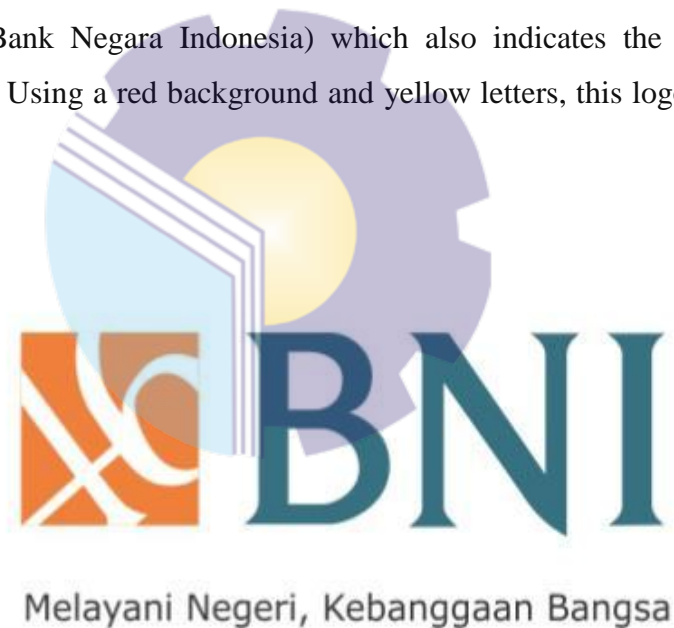 Bank Negara Indonesia) which also indicates the
Using a red background and yellow letters, this logo
BNI
Melayani Negeri, Kebanggaan Bangsa